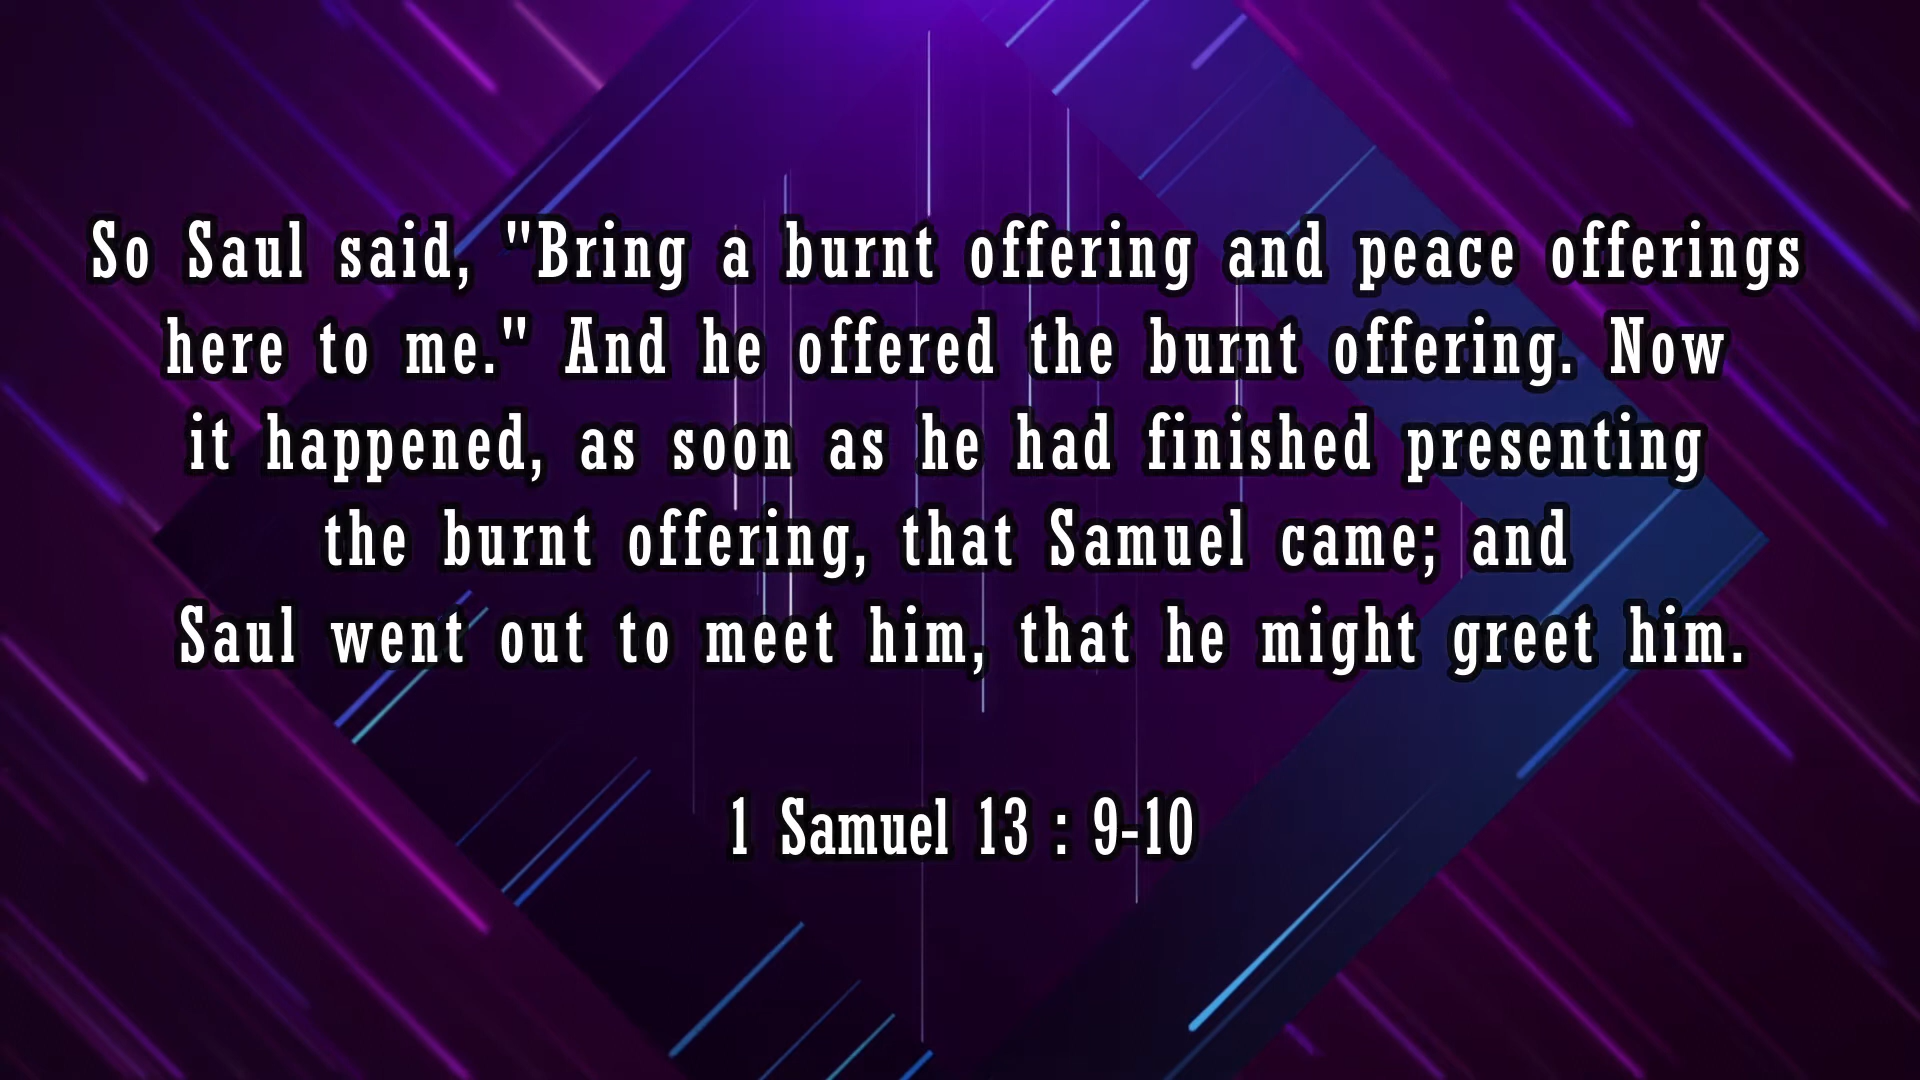 So Saul said, "Bring a burnt offering and peace offerings
here to me." And he offered the burnt offering. Now
it happened, as soon as he had finished presenting
the burnt offering, that Samuel came; and
Saul went out to meet him, that he might greet him.
1 Samuel 13 : 9-10